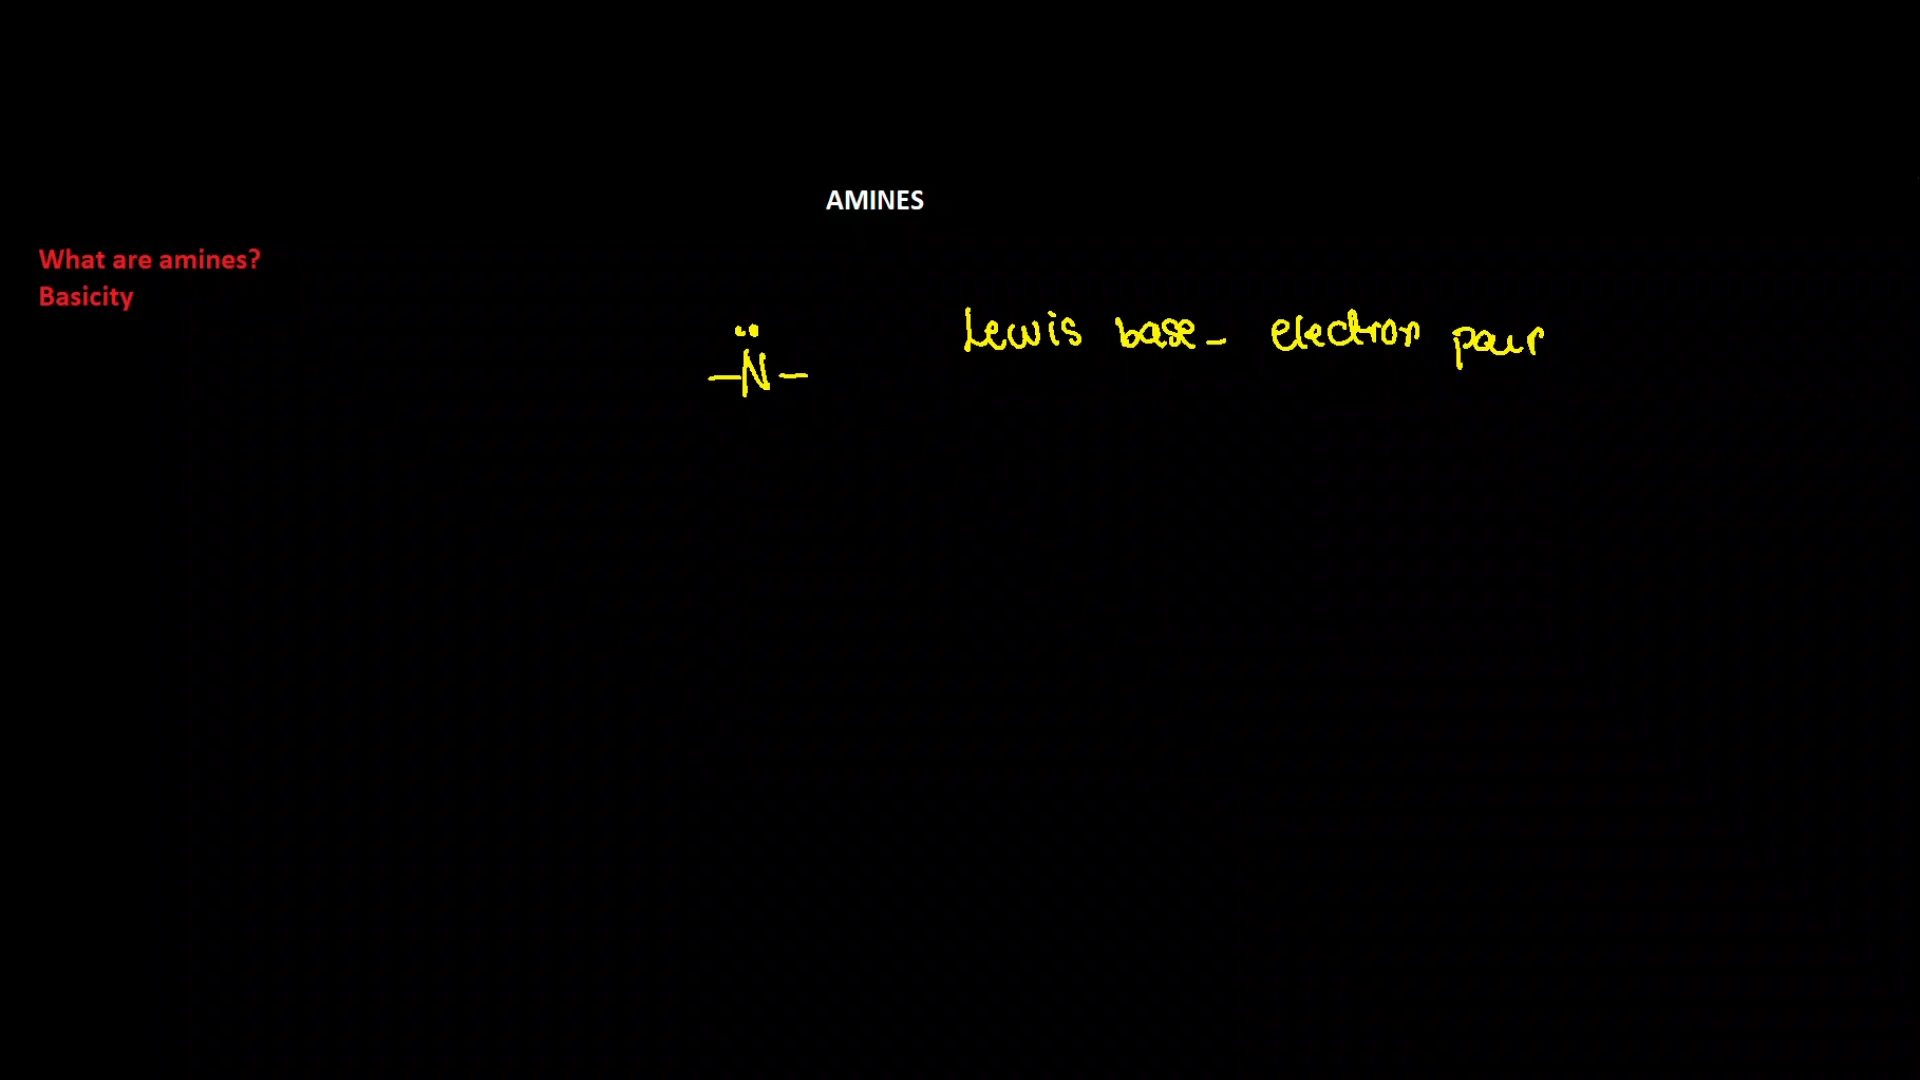 AMINES
What are amines?
Basicity
Lewis base - electron pair
-N̈-